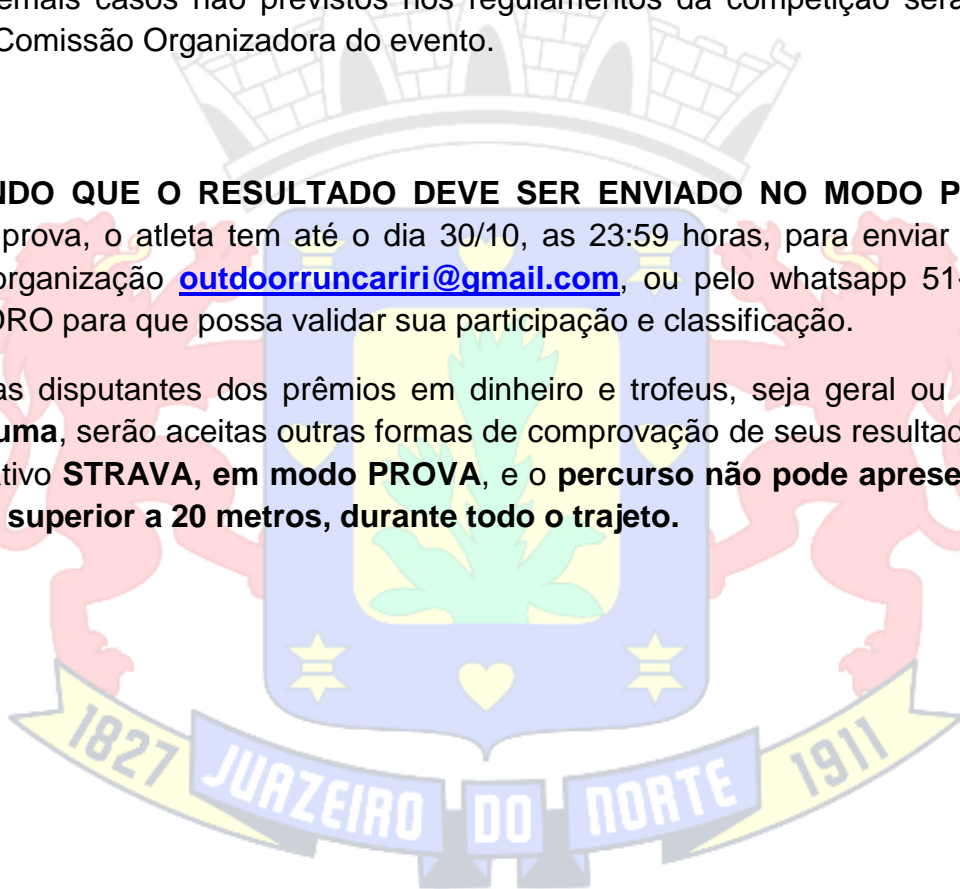 emais casos não previstos nos regulamentos da competição será
Comissão Organizadora do evento.
NDO QUE O RESULTADO DEVE SER ENVIADO NO MODO P
prova, o atleta tem até o dia 30/10, as 23:59 horas, para enviar
organização outdoorruncariri@gmail.com, ou pelo whatsapp 51-
DRO para que possa validar sua participação e classificação.
as disputantes dos prêmios em dinheiro e trofeus, seja geral ou
uma, serão aceitas outras formas de comprovação de seus resultad
ativo STRAVA, em modo PROVA, e o percurso não pode aprese
superior a 20 metros, durante todo o trajeto.
1827 JUAZEIRO DO NORTE 1911